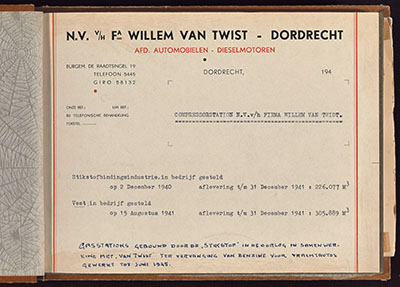 N.V. V/H FA WILLEM VAN TWIST - DORDRECHT
AFD. AUTOMOBIELEN - DIESELMOTOREN
BURGEM. DE RAADTSINGEL 19
TELEFOON 5445
GIRO 58132
DORDRECHT, 194
ONZE REF.: UW REF.:
BIJ TELEFONISCHE BEHANDELING
TOESTEL
COMPRESSORSTATION N.V. v/h FIRMA WILLEM VAN TWIST.
Stikstofbindingsindustrie. in bedrijf gesteld
op 2 December 1940 aflevering t/m 31 December 1941 : 226.077 M3
Vest: in bedrijf gesteld
op 15 Augustus 1941 aflevering t/m 31 December 1941 : 305.889 M3
GASSTATIONS GEBOUWD DOOR DE "STIKSTOF" IN DE OORLOG IN SAMENWER-
KING MET. VAN TWIST TER VERVANGING VAN BENZINE VOOR VRACHTAUTO'S
GEWERKT TOT JUNI 1945.